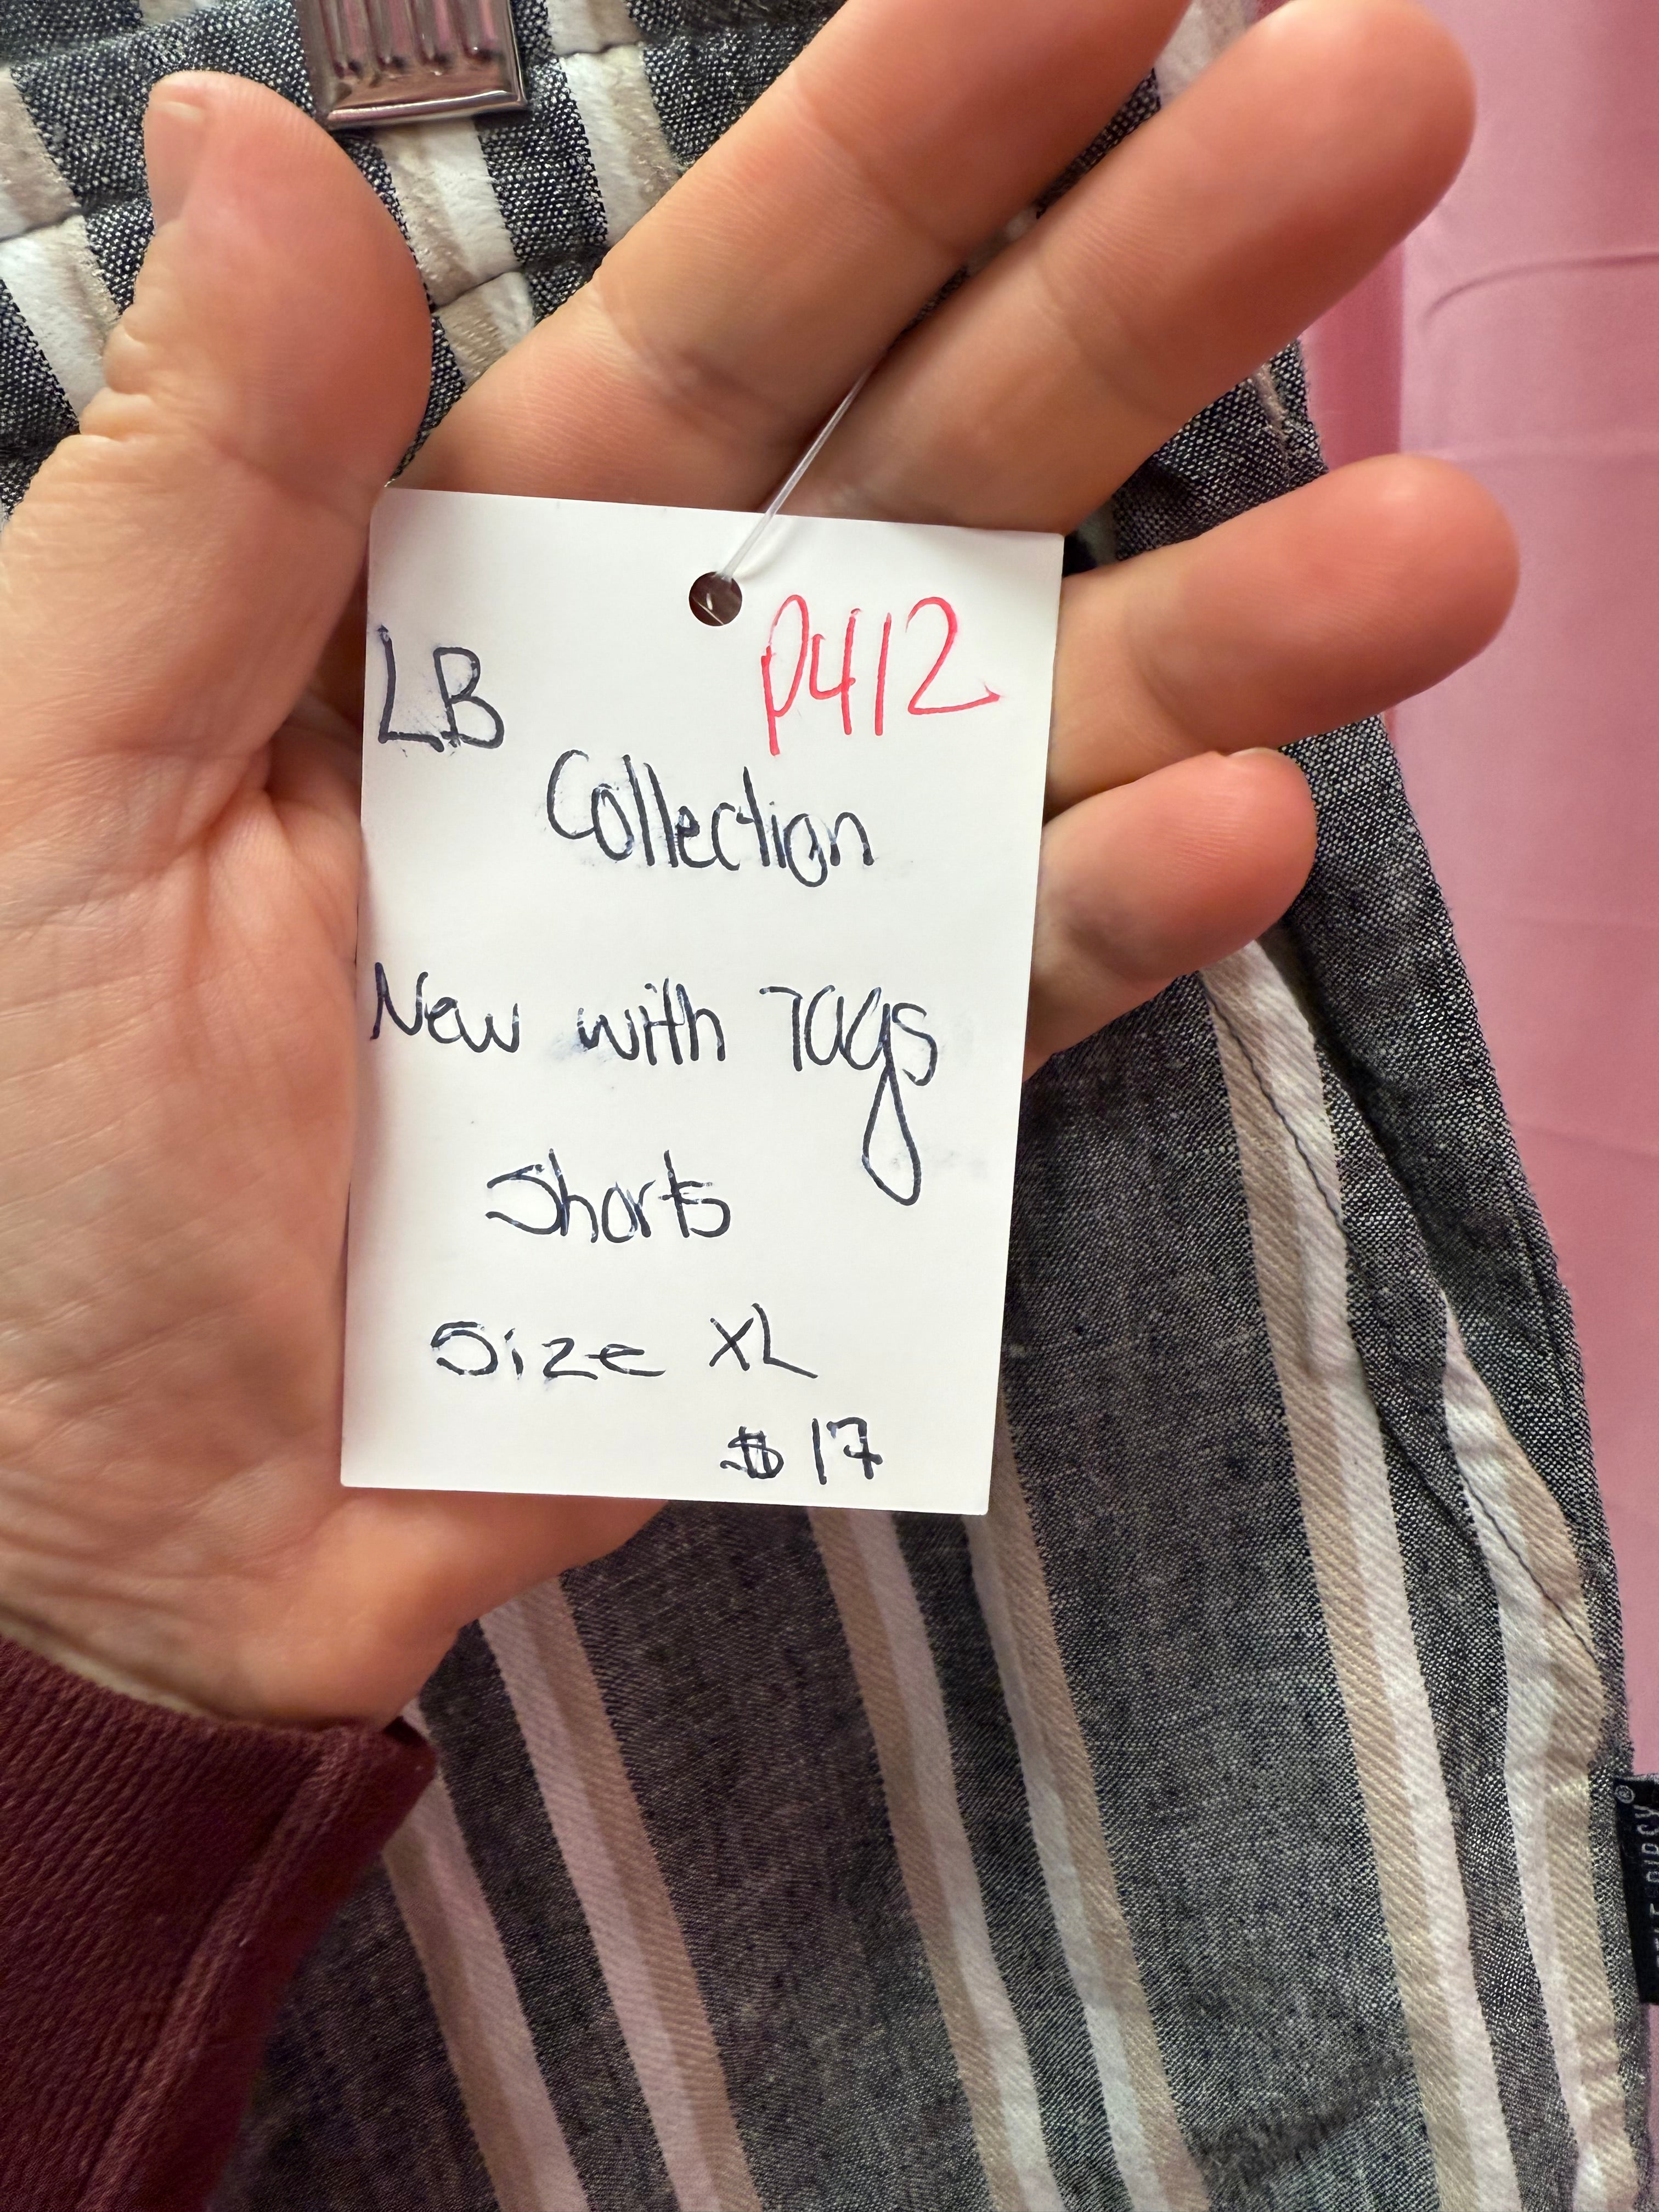 LB
P412
Collection
New with Tags
Shorts
Size XL
$17